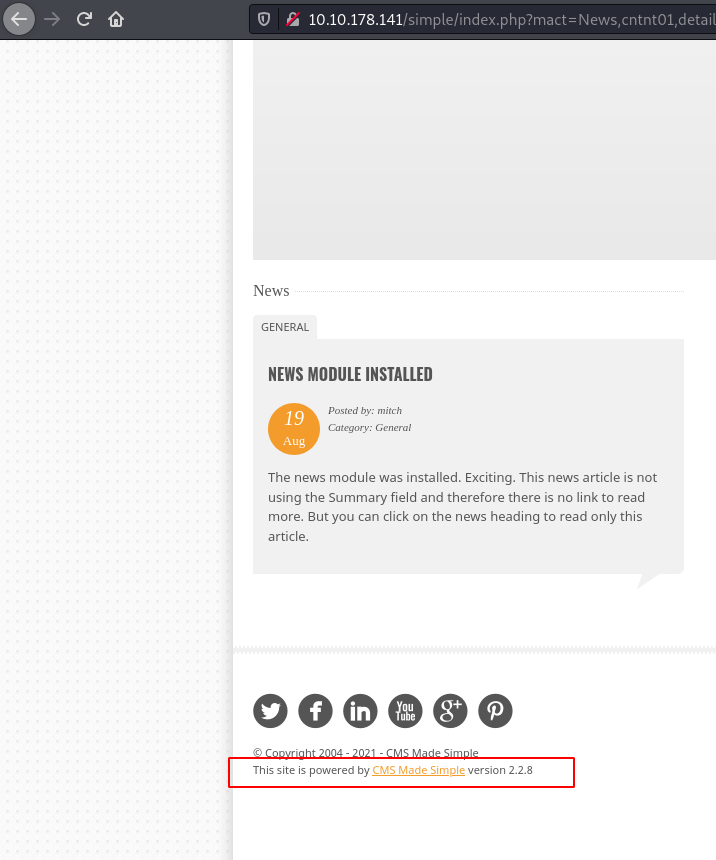 10.10.178.141/simple/index.php?mact=News,cntnt01,detail
News
GENERAL
NEWS MODULE INSTALLED
19
Aug
Posted by: mitch
Category: General
The news module was installed. Exciting. This news article is not
using the Summary field and therefore there is no link to read
more. But you can click on the news heading to read only this
article.
You
Tube
g+
© Copyright 2004 - 2021 - CMS Made Simple
This site is powered by CMS Made Simple version 2.2.8